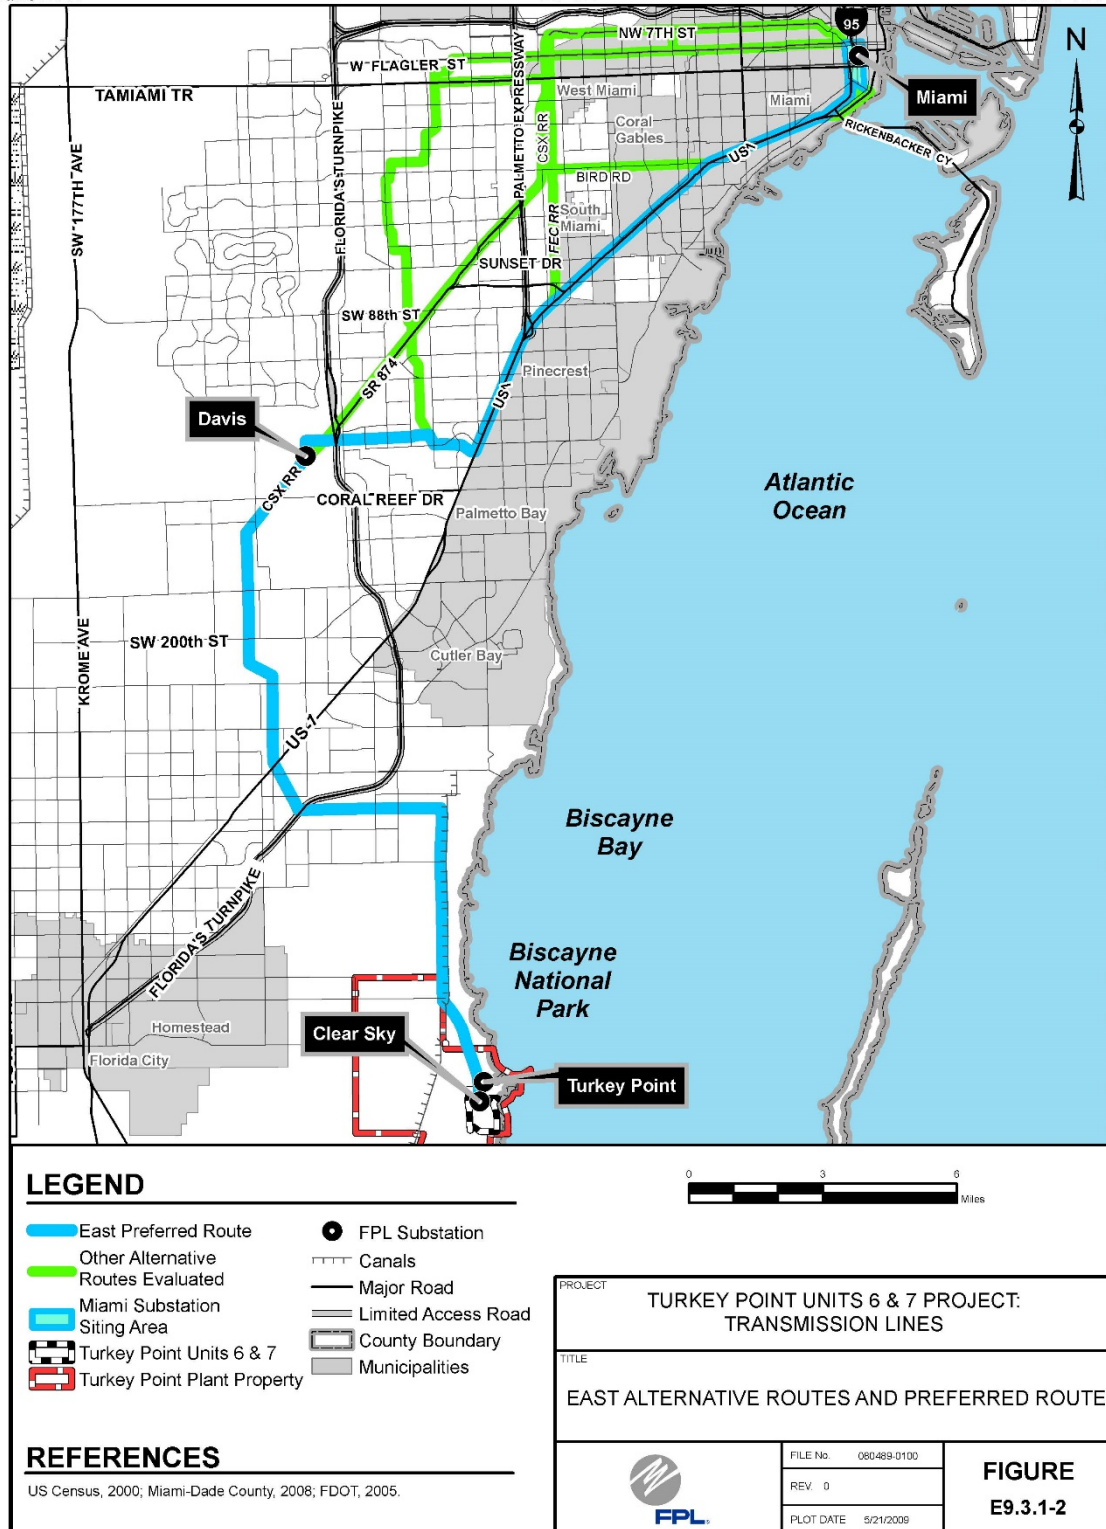 95
NW 7TH ST
N
W FLAGLER ST
TAMIAMI TR
West Miami
Miami
Miami
PALMETTO EXPRESSWAY
CSX RR
Coral
Gables
USA
RICKENBACKER CY
BIRD RD
SW 177TH AVE
FLORIDA'S TURNPIKE
South
Miami
FEC RR
SUNSET DR
SW 88th ST
SR 874
Pinecrest
US1
Davis
CSX RR
CORAL REEF DR
Palmetto Bay
Atlantic
Ocean
KROME AVE
SW 200th ST
Cutler Bay
US-1
Biscayne
Bay
FLORIDA'S TURNPIKE
Biscayne
National
Park
Homestead
Clear Sky
Florida City
Turkey Point
LEGEND
East Preferred Route
Other Alternative
Routes Evaluated
Miami Substation
Siting Area
Turkey Point Units 6 & 7
Turkey Point Plant Property
FPL Substation
Canals
Major Road
Limited Access Road
County Boundary
Municipalities
0 3 6
Miles
REFERENCES
US Census, 2000; Miami-Dade County, 2008; FDOT, 2005.
PROJECT
TURKEY POINT UNITS 6 & 7 PROJECT:
TRANSMISSION LINES
TITLE
EAST ALTERNATIVE ROUTES AND PREFERRED ROUTE
FPL.
FILE No. 080489-0100
REV. 0
PLOT DATE 5/21/2009
FIGURE
E9.3.1-2